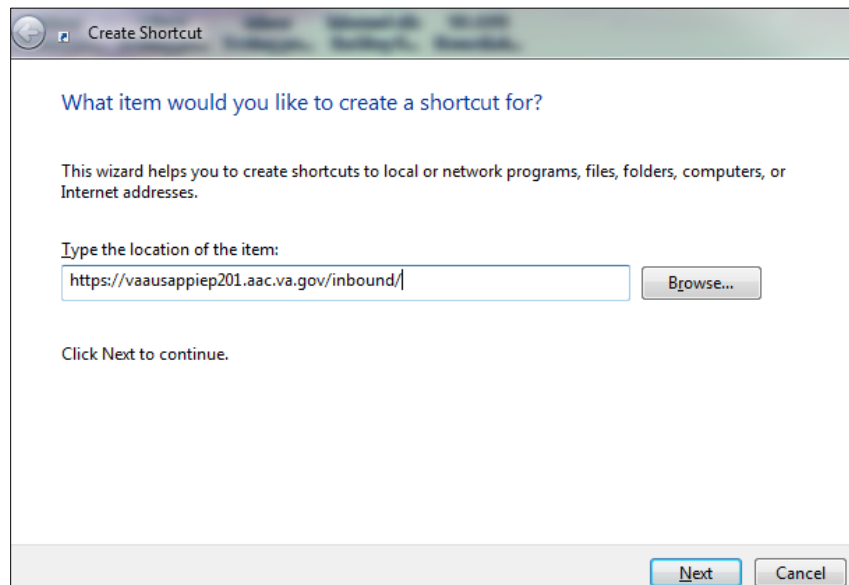 Create Shortcut
What item would you like to create a shortcut for?
This wizard helps you to create shortcuts to local or network programs, files, folders, computers, or
Internet addresses.
Type the location of the item:
https://vaausappiep201.aac.va.gov/inbound/
Browse...
Click Next to continue.
Next Cancel